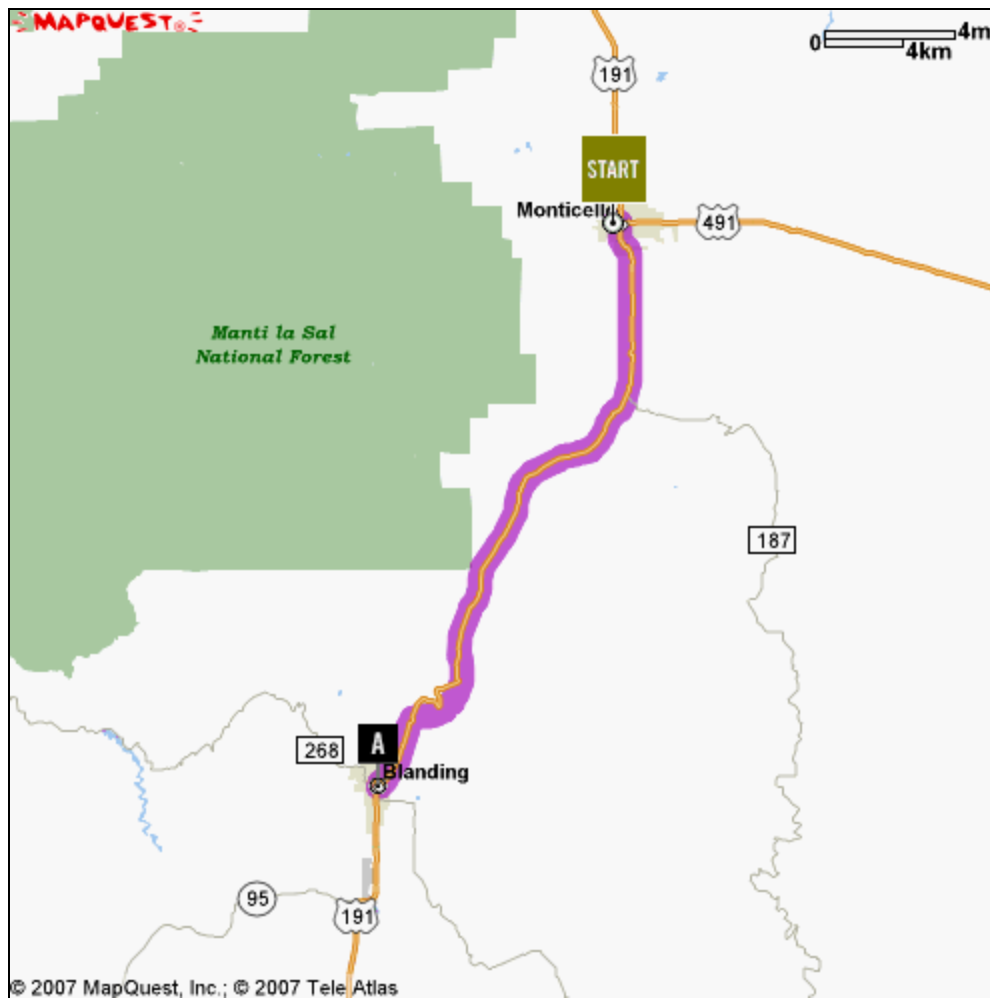 MAPQUEST
0 4m
4km
191
START
Monticell
491
Manti la Sal
National Forest
187
268
A
Blanding
95
191
© 2007 MapQuest, Inc.; © 2007 Tele Atlas